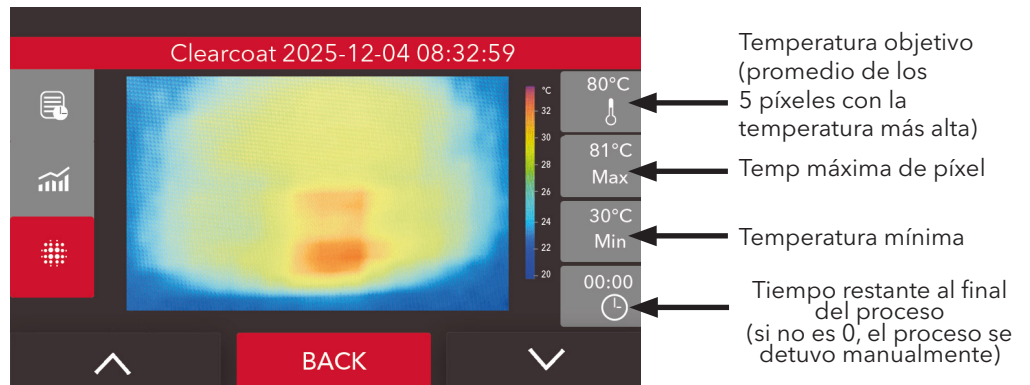 Clearcoat 2025-12-04 08:32:59
80°C
81°C
Max
30°C
Min
00:00
°C
32
30
28
26
24
22
20
BACK
Temperatura objetivo
(promedio de los
5 píxeles con la
temperatura más alta)
Temp máxima de píxel
Temperatura mínima
Tiempo restante al final
del proceso
(si no es 0, el proceso se
detuvo manualmente)